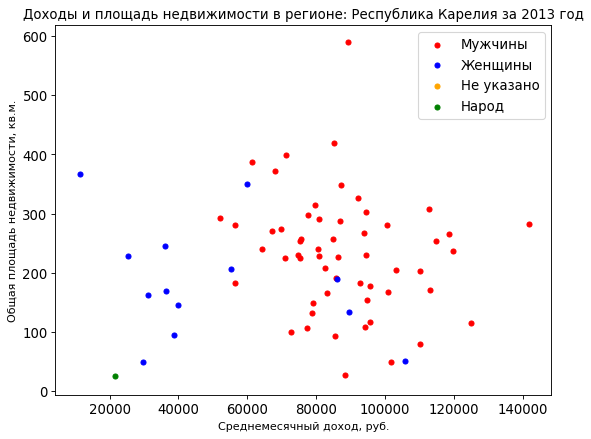 Доходы и площадь недвижимости в регионе: Республика Карелия за 2013 год
Мужчины
Женщины
Не указано
Народ
Общая площадь недвижимости, кв.м.
600
500
400
300
200
100
0
20000 40000 60000 80000 100000 120000 140000
Среднемесячный доход, руб.